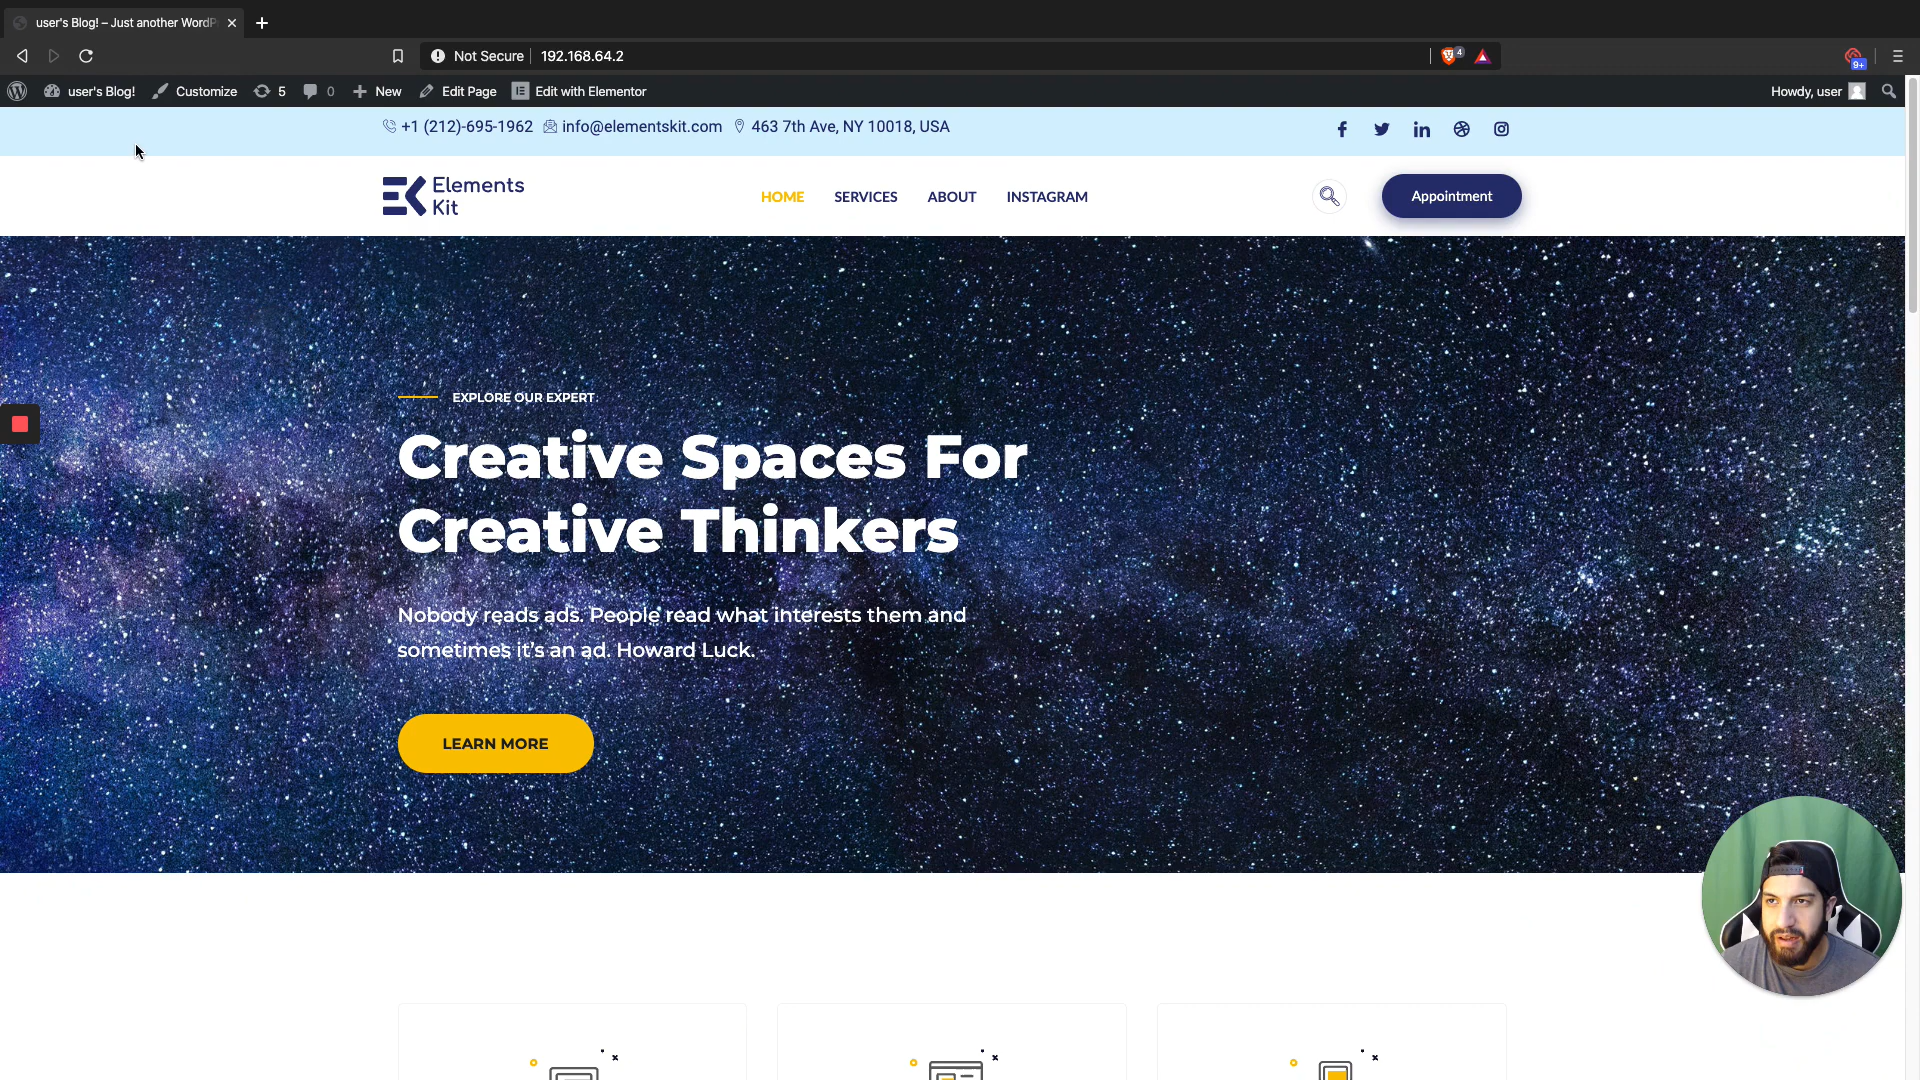 user's Blog! – Just another WordP
Not Secure
192.168.64.2
4
9+
user's Blog!
Customize
5
0
New
Edit Page
Edit with Elementor
Howdy, user
+1 (212)-695-1962
info@elementskit.com
463 7th Ave, NY 10018, USA
Elements
Kit
HOME
SERVICES
ABOUT
INSTAGRAM
Appointment
EXPLORE OUR EXPERT.
Creative Spaces For
Creative Thinkers
Nobody reads ads. People read what interests them and
sometimes it's an ad. Howard Luck.
LEARN MORE